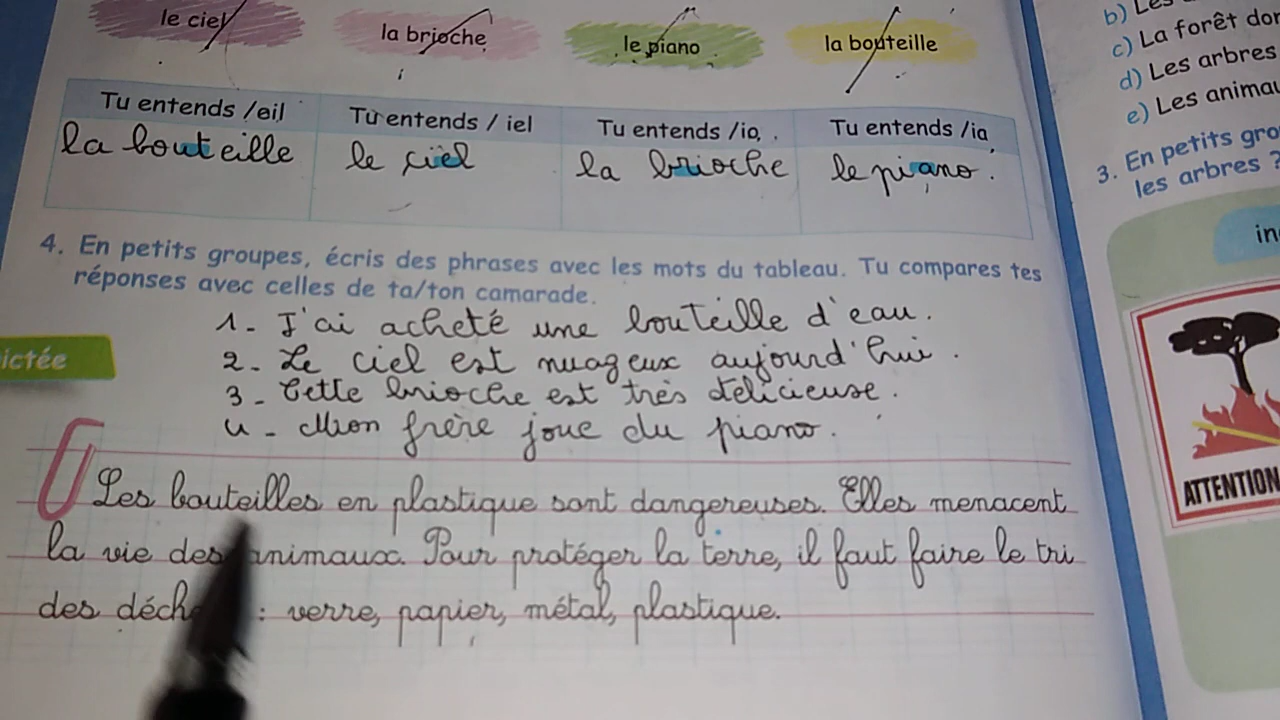 le ciel
la brioche
le piano
la bouteille
Tu entends /eil
Tu entends / iel
Tu entends /io
Tu entends /ia
la bouteille
le ciel
la brioche
le piano.
4. En petits groupes, écris des phrases avec les mots du tableau. Tu compares tes
réponses avec celles de ta/ton camarade.
1. J'ai acheté une bouteille d'eau.
2. Le ciel est nuageux aujourd'hui.
3. Cette brioche est très délicieuse.
4. Mon frère joue du piano.
ictée
Les bouteilles en plastique sont dangereuses. Elles menacent
la vie des animaux. Pour protéger la terre, il faut faire le tri
des : verre, papier, métal, plastique.
b) Les
c) La forêt
d) Les arbres
e) Les
3. En petits
les arbres ?
ATTENTION